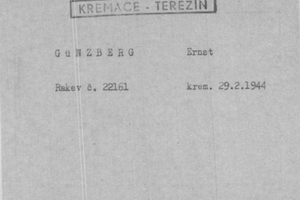 KREMACE - TEREZÍN
GüNZBERG Ernst
Rakev č. 22161 krem. 29.2.1944